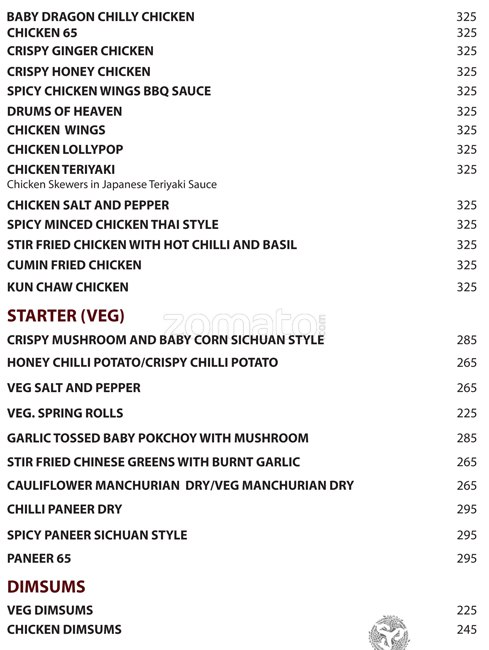 BABY DRAGON CHILLY CHICKEN 325
CHICKEN 65 325
CRISPY GINGER CHICKEN 325
CRISPY HONEY CHICKEN 325
SPICY CHICKEN WINGS BBQ SAUCE 325
DRUMS OF HEAVEN 325
CHICKEN WINGS 325
CHICKEN LOLLYPOP 325
CHICKEN TERIYAKI 325
Chicken Skewers in Japanese Teriyaki Sauce
CHICKEN SALT AND PEPPER 325
SPICY MINCED CHICKEN THAI STYLE 325
STIR FRIED CHICKEN WITH HOT CHILLI AND BASIL 325
CUMIN FRIED CHICKEN 325
KUN CHAW CHICKEN 325
STARTER (VEG)
zomato.com
CRISPY MUSHROOM AND BABY CORN SICHUAN STYLE 285
HONEY CHILLI POTATO/CRISPY CHILLI POTATO 265
VEG SALT AND PEPPER 265
VEG. SPRING ROLLS 225
GARLIC TOSSED BABY POKCHOY WITH MUSHROOM 285
STIR FRIED CHINESE GREENS WITH BURNT GARLIC 265
CAULIFLOWER MANCHURIAN DRY/VEG MANCHURIAN DRY 265
CHILLI PANEER DRY 295
SPICY PANEER SICHUAN STYLE 295
PANEER 65 295
DIMSUMS
VEG DIMSUMS 225
CHICKEN DIMSUMS 245